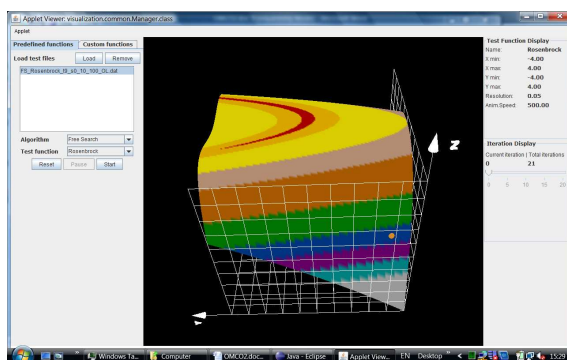 Applet Viewer: visualization.common.Manager.class
Applet
Predefined functions Custom functions
Load test files Load Remove
FS_Rosenbrock_t9_s0_10_100_GL.dat
Algorithm Free Search
Test function Rosenbrock
Reset Pause Start
z
Test Function Display
Name: Rosenbrock
X min: -4.00
X max: 4.00
Y min: -4.00
Y max: 4.00
Resolution: 0.05
Anim.Speed: 500.00
Iteration Display
Current iteration | Total iterations
0 21
0 5 10 15 20
Windows Ta... Computer OMCO2.doc... Java - Eclipse Applet View... EN Desktop 15:29